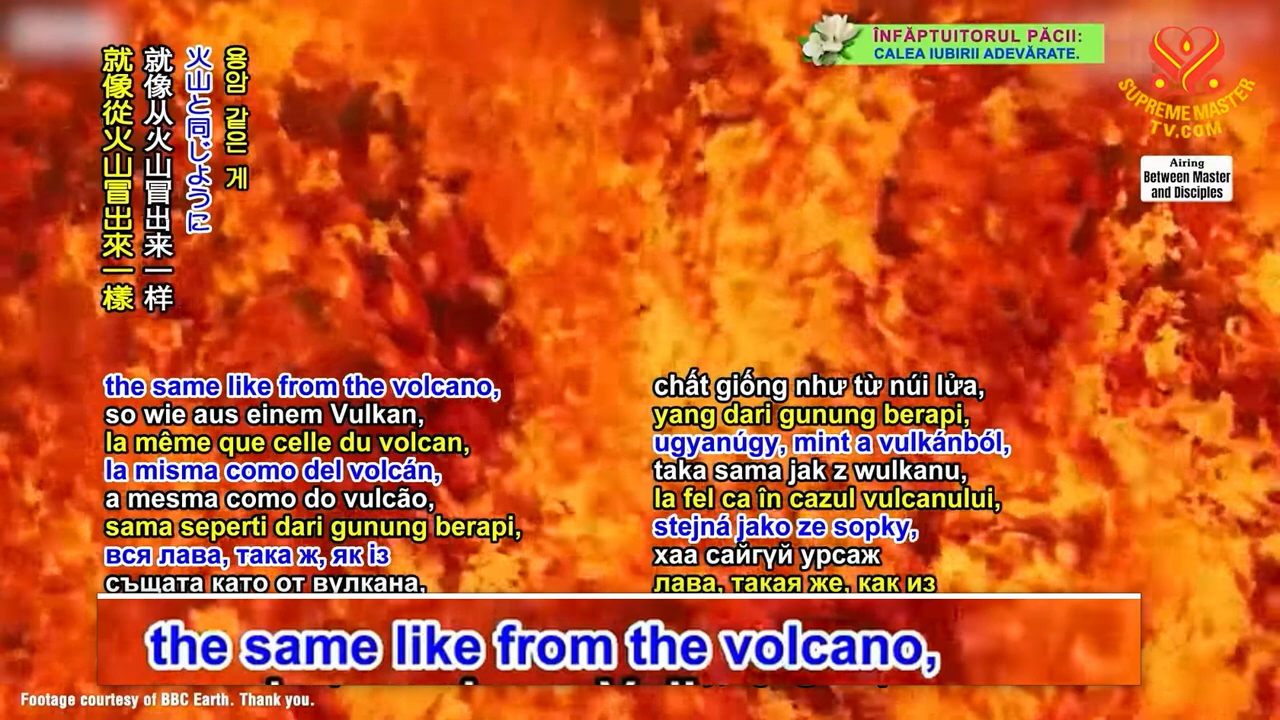 ÎNFĂPTUITORUL PĂCII:
CALEA IUBIRII ADEVĂRATE.
SUPREME MASTER
TV.COM
Airing
Between Master
and Disciples
용암 같은 게
火山と同じように
就像从火山冒出来一样
就像從火山冒出來一樣
the same like from the volcano,
so wie aus einem Vulkan,
la même que celle du volcan,
la misma como del volcán,
a mesma como do vulcão,
sama seperti dari gunung berapi,
вся лава, така ж, як із
същата като от вулкана,
chất giống như từ núi lửa,
yang dari gunung berapi,
ugyanúgy, mint a vulkánból,
taka sama jak z wulkanu,
la fel ca în cazul vulcanului,
stejná jako ze sopky,
хаа сайгүй урсаж
лава, такая же, как из
the same like from the volcano,
Footage courtesy of BBC Earth. Thank you.